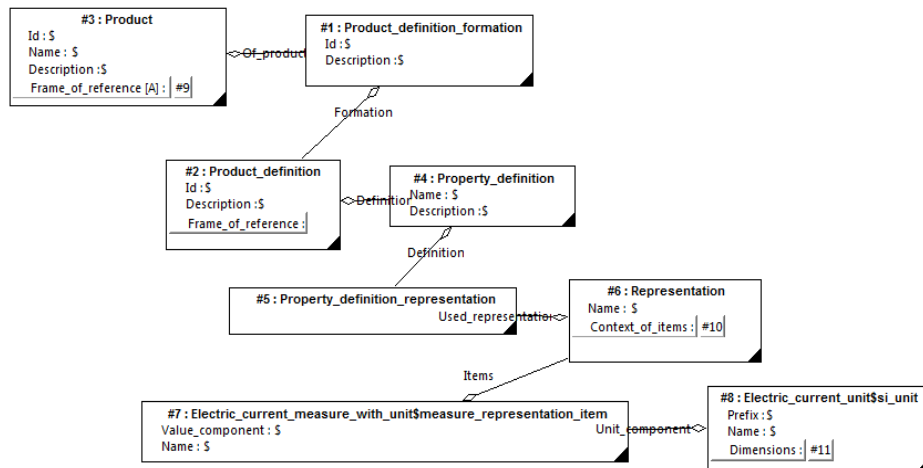 #3 : Product
Id : $
Name : $
Description :$
Frame_of_reference [A] : #9
Of_product
#1 : Product_definition_formation
Id : $
Description :$
Formation
#2 : Product_definition
Id : $
Description :$
Frame_of_reference :
Definition
#4 : Property_definition
Name : $
Description :$
Definition
#5 : Property_definition_representation
Used_representation
#6 : Representation
Name : $
Context_of_items : #10
Items
#7 : Electric_current_measure_with_unit$measure_representation_item
Value_component : $
Name : $
Unit_component
#8 : Electric_current_unit$si_unit
Prefix : $
Name : $
Dimensions : #11